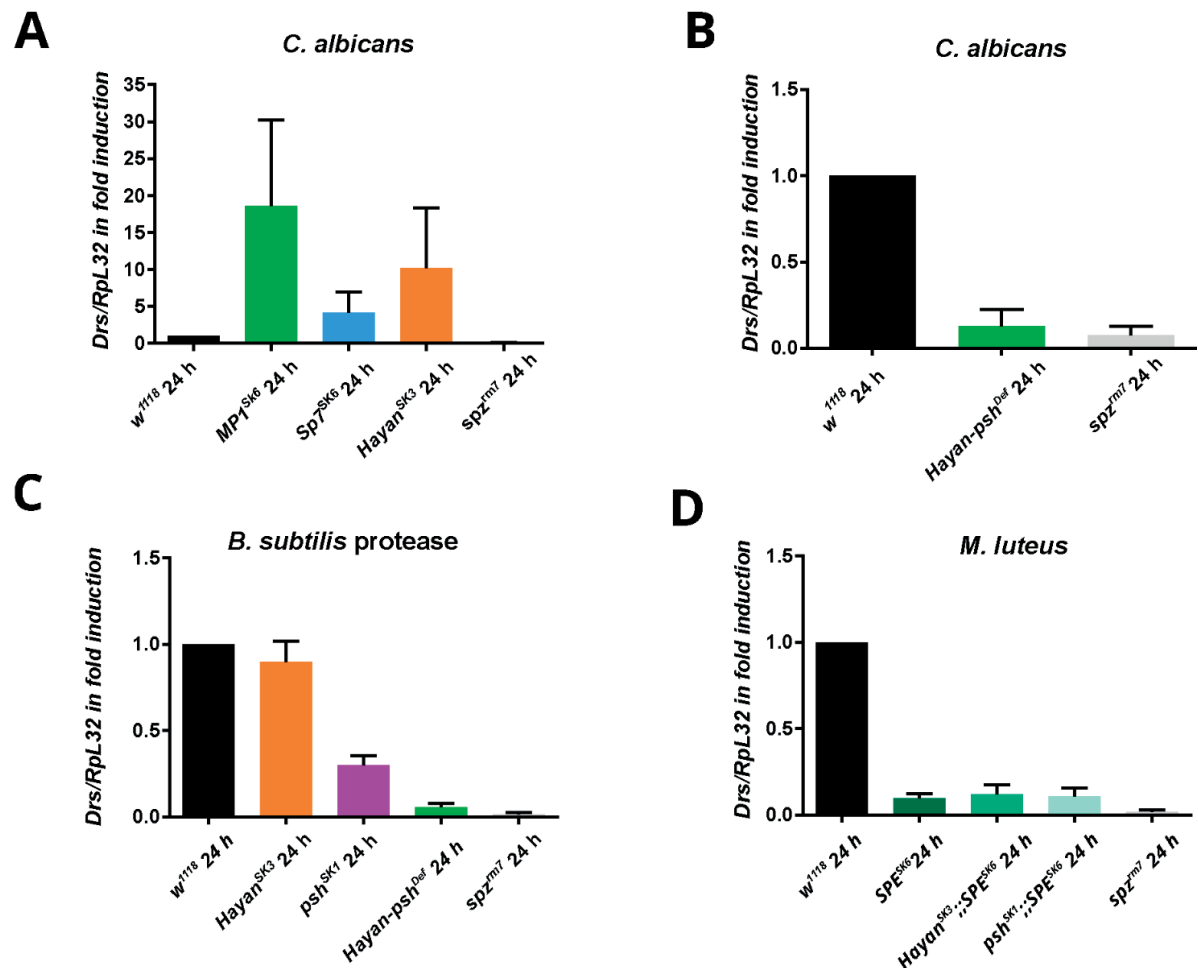 A
C. albicans
Drs/RpL32 in fold induction
35
30
25
20
15
10
5
0
w¹¹¹⁸ 24 h
MP1ˢᵏ⁶ 24 h
Sp7ˢᴷ⁶ 24 h
Hayanˢᴷ³ 24 h
spzʳᵐ⁷ 24 h
B
C. albicans
Drs/RpL32 in fold induction
1.5
1.0
0.5
0.0
w¹¹¹⁸ 24 h
Hayan-pshᴰᵉᶠ 24 h
spzʳᵐ⁷ 24 h
C
B. subtilis protease
Drs/RpL32 in fold induction
1.5
1.0
0.5
0.0
w¹¹¹⁸ 24 h
Hayanˢᴷ³ 24 h
pshˢᴷ¹ 24 h
Hayan-pshᴰᵉᶠ 24 h
spzʳᵐ⁷ 24 h
D
M. luteus
Drs/RpL32 in fold induction
1.5
1.0
0.5
0.0
w¹¹¹⁸ 24 h
SPEˢᴷ⁶ 24 h
Hayanˢᴷ³;;SPEˢᴷ⁶ 24 h
pshˢᴷ¹;;SPEˢᴷ⁶ 24 h
spzʳᵐ⁷ 24 h